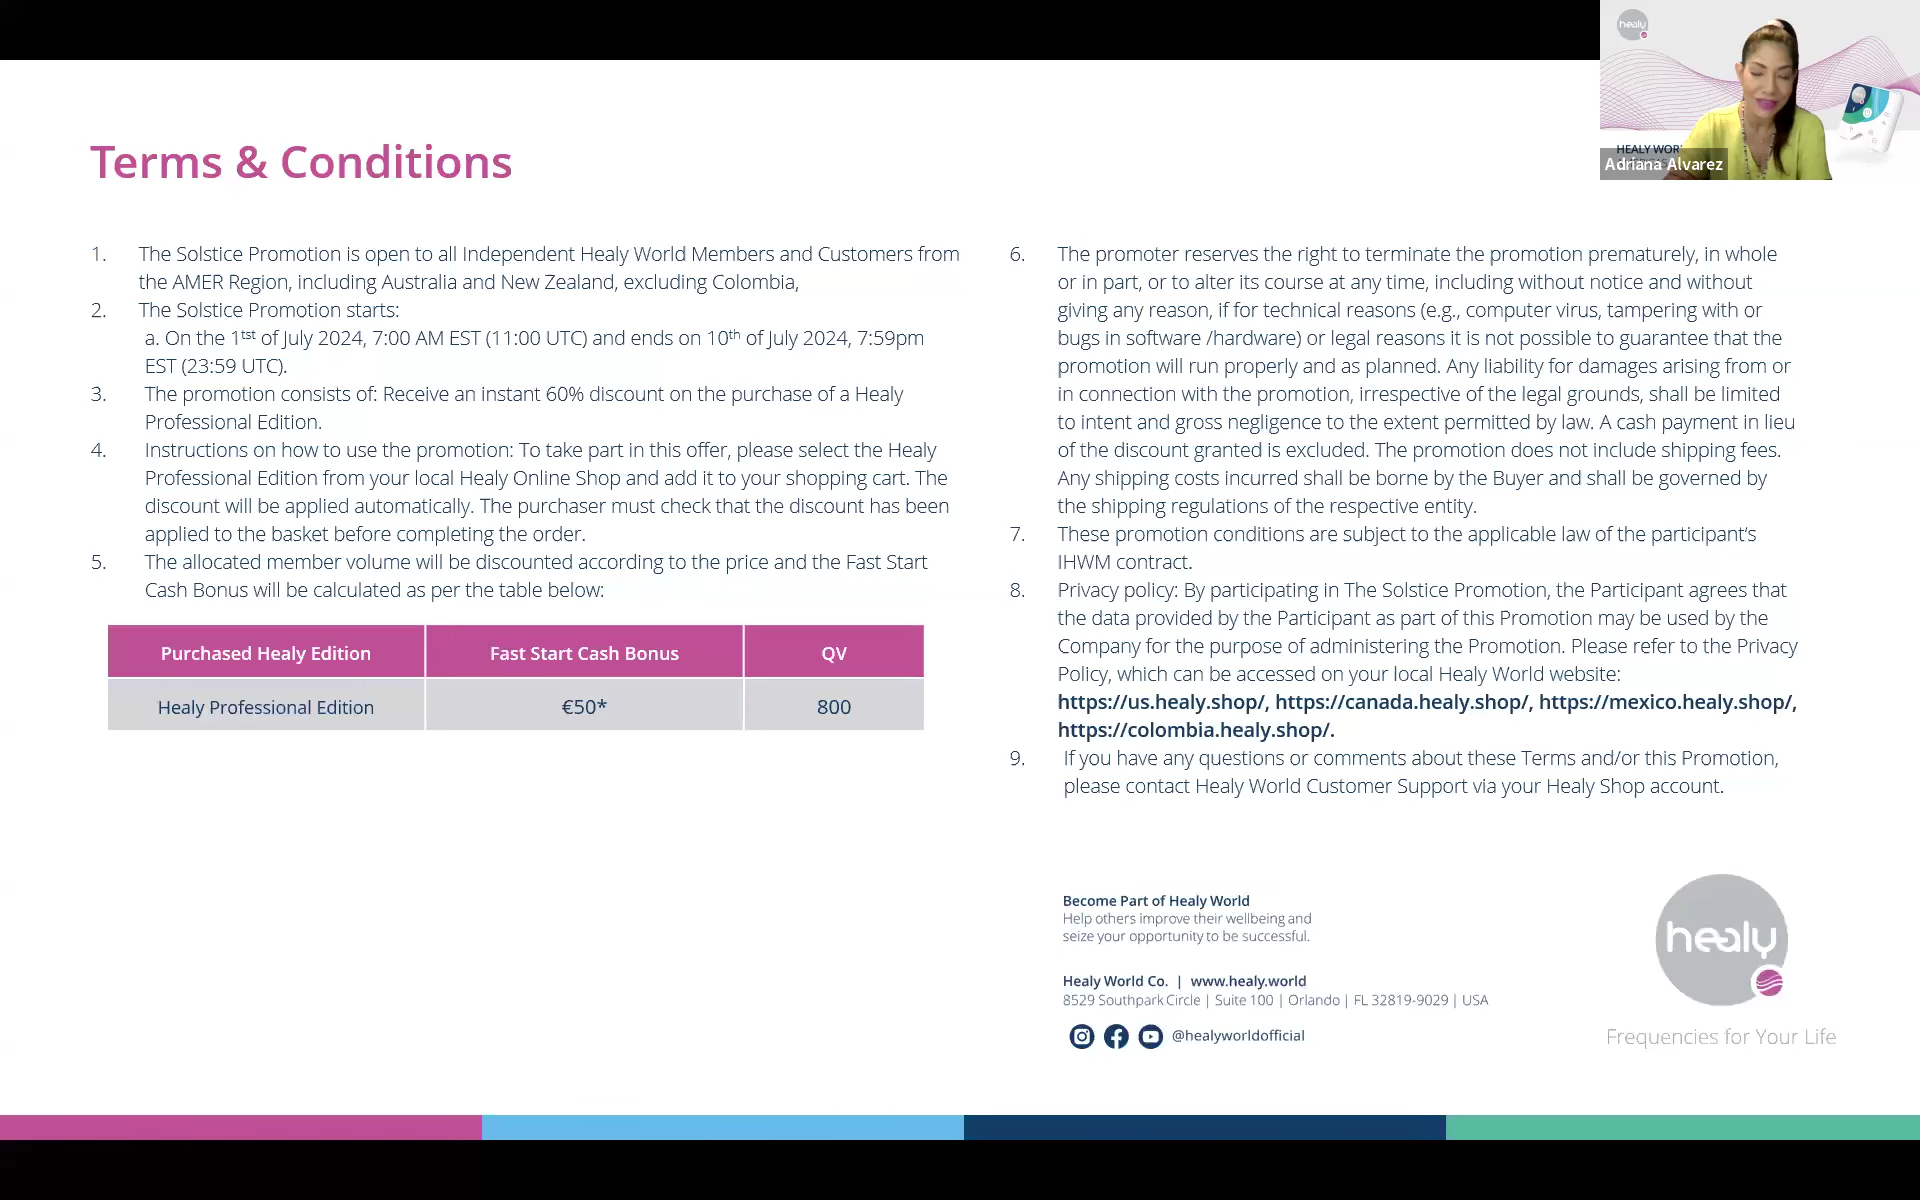 healy
HEALY WOR
Adriana Alvarez
Terms & Conditions
1. The Solstice Promotion is open to all Independent Healy World Members and Customers from
the AMER Region, including Australia and New Zealand, excluding Colombia,
2. The Solstice Promotion starts:
a. On the 1tst of July 2024, 7:00 AM EST (11:00 UTC) and ends on 10th of July 2024, 7:59pm
EST (23:59 UTC).
3. The promotion consists of: Receive an instant 60% discount on the purchase of a Healy
Professional Edition.
4. Instructions on how to use the promotion: To take part in this offer, please select the Healy
Professional Edition from your local Healy Online Shop and add it to your shopping cart. The
discount will be applied automatically. The purchaser must check that the discount has been
applied to the basket before completing the order.
5. The allocated member volume will be discounted according to the price and the Fast Start
Cash Bonus will be calculated as per the table below:
Purchased Healy Edition Fast Start Cash Bonus QV
Healy Professional Edition €50* 800
6. The promoter reserves the right to terminate the promotion prematurely, in whole
or in part, or to alter its course at any time, including without notice and without
giving any reason, if for technical reasons (e.g., computer virus, tampering with or
bugs in software /hardware) or legal reasons it is not possible to guarantee that the
promotion will run properly and as planned. Any liability for damages arising from or
in connection with the promotion, irrespective of the legal grounds, shall be limited
to intent and gross negligence to the extent permitted by law. A cash payment in lieu
of the discount granted is excluded. The promotion does not include shipping fees.
Any shipping costs incurred shall be borne by the Buyer and shall be governed by
the shipping regulations of the respective entity.
7. These promotion conditions are subject to the applicable law of the participant‘s
IHWM contract.
8. Privacy policy: By participating in The Solstice Promotion, the Participant agrees that
the data provided by the Participant as part of this Promotion may be used by the
Company for the purpose of administering the Promotion. Please refer to the Privacy
Policy, which can be accessed on your local Healy World website:
https://us.healy.shop/, https://canada.healy.shop/, https://mexico.healy.shop/,
https://colombia.healy.shop/.
9. If you have any questions or comments about these Terms and/or this Promotion,
please contact Healy World Customer Support via your Healy Shop account.
Become Part of Healy World
Help others improve their wellbeing and
seize your opportunity to be successful.
Healy World Co. | www.healy.world
8529 Southpark Circle | Suite 100 | Orlando | FL 32819-9029 | USA
@healyworldofficial
healy
Frequencies for Your Life